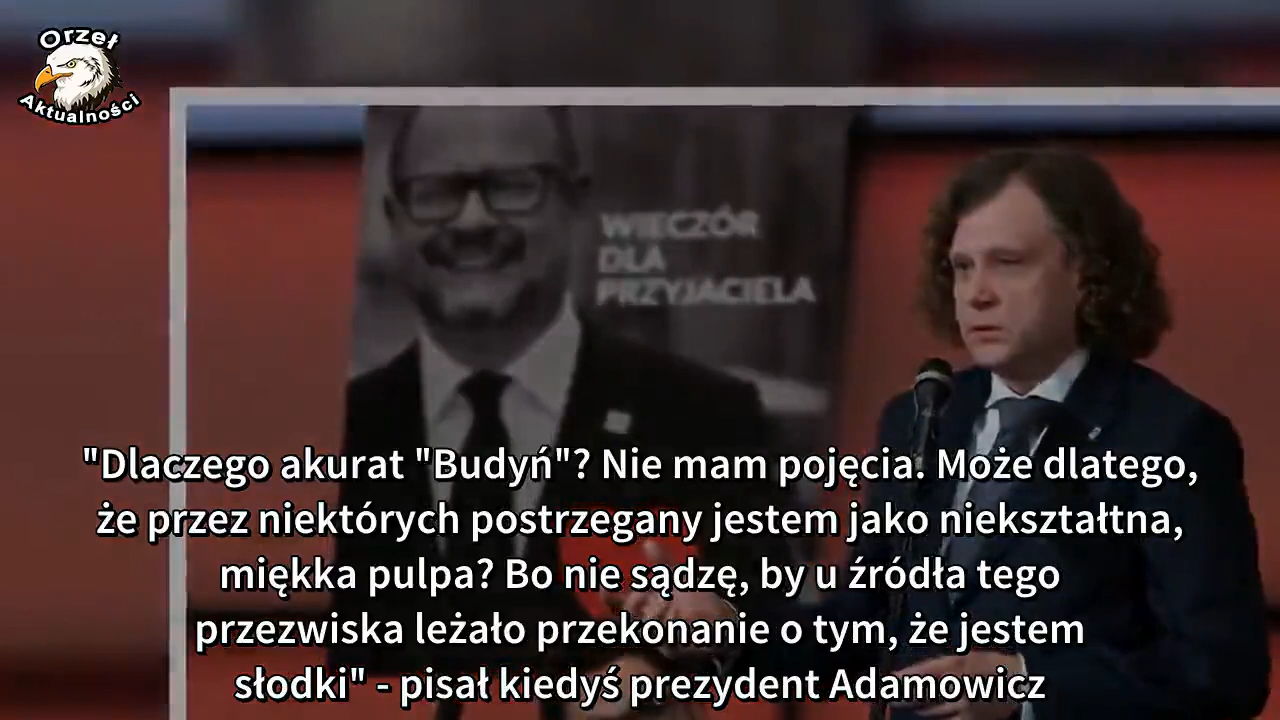 Orzeł
Aktualności
WIECZÓR
DLA
PRZYJACIELA
"Dlaczego akurat "Budyń"? Nie mam pojęcia. Może dlatego,
że przez niektórych postrzegany jestem jako niekształtna,
miękka pulpa? Bo nie sądzę, by u źródła tego
przezwiska leżało przekonanie o tym, że jestem
słodki" - pisał kiedyś prezydent Adamowicz